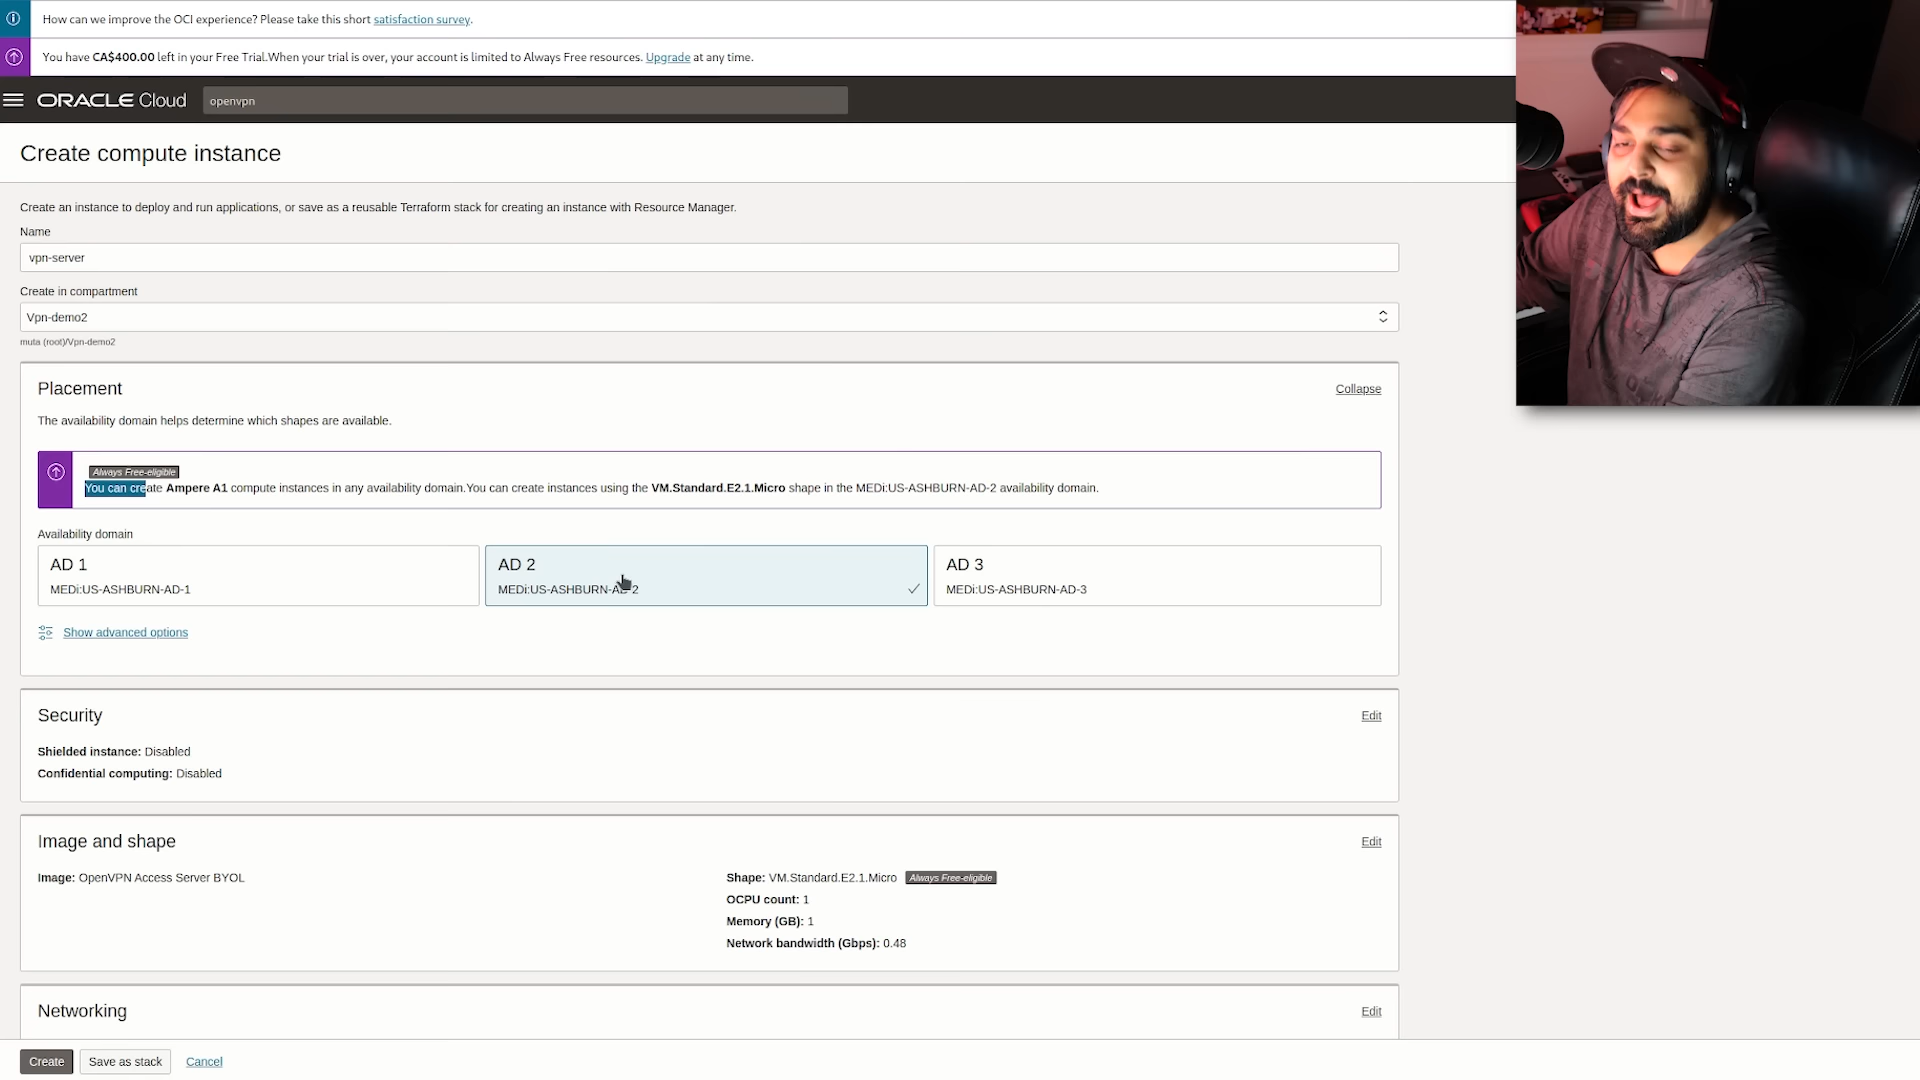 How can we improve the OCI experience? Please take this short satisfaction survey.
You have CA$400.00 left in your Free Trial.When your trial is over, your account is limited to Always Free resources. Upgrade at any time.
ORACLE Cloud
openvpn
Create compute instance
Create an instance to deploy and run applications, or save as a reusable Terraform stack for creating an instance with Resource Manager.
Name
vpn-server
Create in compartment
Vpn-demo2
muta (root)/Vpn-demo2
Placement
Collapse
The availability domain helps determine which shapes are available.
Always Free-eligible
You can create Ampere A1 compute instances in any availability domain.You can create instances using the VM.Standard.E2.1.Micro shape in the MEDi:US-ASHBURN-AD-2 availability domain.
Availability domain
AD 1
MEDi:US-ASHBURN-AD-1
AD 2
MEDi:US-ASHBURN-AD-2
AD 3
MEDi:US-ASHBURN-AD-3
Show advanced options
Security
Edit
Shielded instance: Disabled
Confidential computing: Disabled
Image and shape
Edit
Image: OpenVPN Access Server BYOL
Shape: VM.Standard.E2.1.Micro Always Free-eligible
OCPU count: 1
Memory (GB): 1
Network bandwidth (Gbps): 0.48
Networking
Edit
Create
Save as stack
Cancel